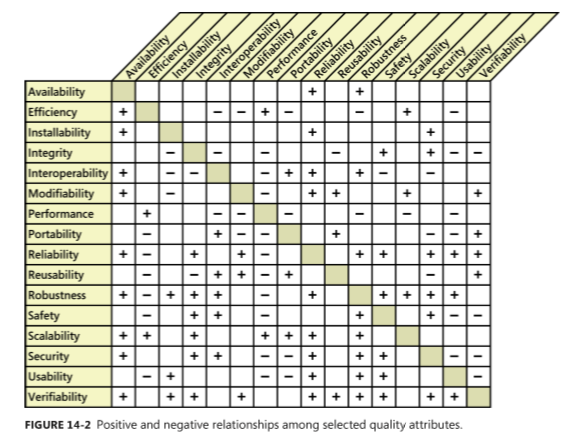 Availability
Efficiency
Installability
Integrity
Interoperability
Modifiability
Performance
Portability
Reliability
Reusability
Robustness
Safety
Scalability
Security
Usability
Verifiability
Availability + +
Efficiency + − − + − − + −
Installability + + +
Integrity − − − − + + − −
Interoperability + − − − + + + − −
Modifiability + − − + + + +
Performance + − − − − − −
Portability − + − − + − − +
Reliability + − + + − + + + + +
Reusability − − + + − + − +
Robustness + − + + + − + + + + +
Safety − + + − + + − −
Scalability + + + + + + +
Security + + + − − + + + − −
Usability − + − − + + + −
Verifiability + + + + + + + + + +
FIGURE 14-2 Positive and negative relationships among selected quality attributes.